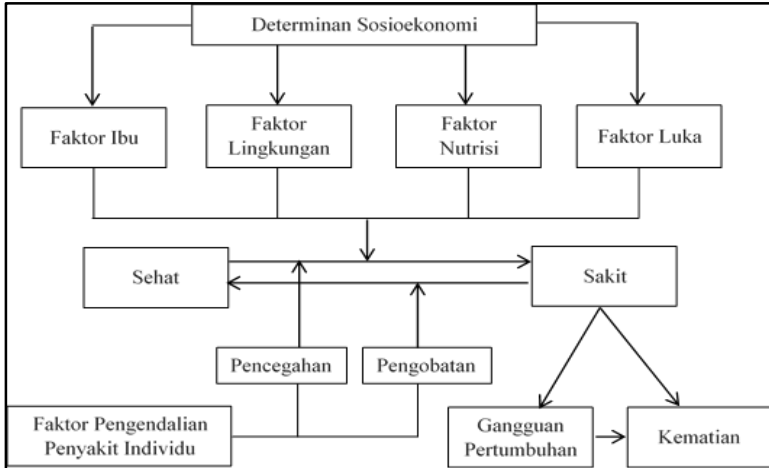 Determinan Sosioekonomi
Faktor Ibu
Faktor
Lingkungan
Faktor
Nutrisi
Faktor Luka
Sehat
Sakit
Pencegahan
Pengobatan
Faktor Pengendalian
Penyakit Individu
Gangguan
Pertumbuhan
Kematian